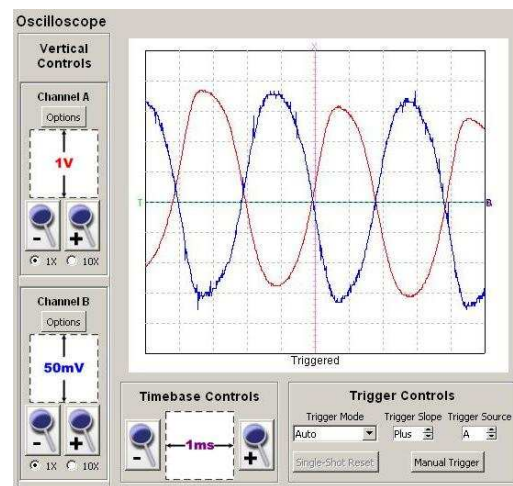 Oscilloscope
Vertical
Controls
Channel A
Options
1V
- +
1X 10X
Channel B
Options
50mV
- +
1X 10X
X
T
B
Triggered
Timebase Controls
- 1ms +
Trigger Controls
Trigger Mode Trigger Slope Trigger Source
Auto Plus A
Single-Shot Reset Manual Trigger